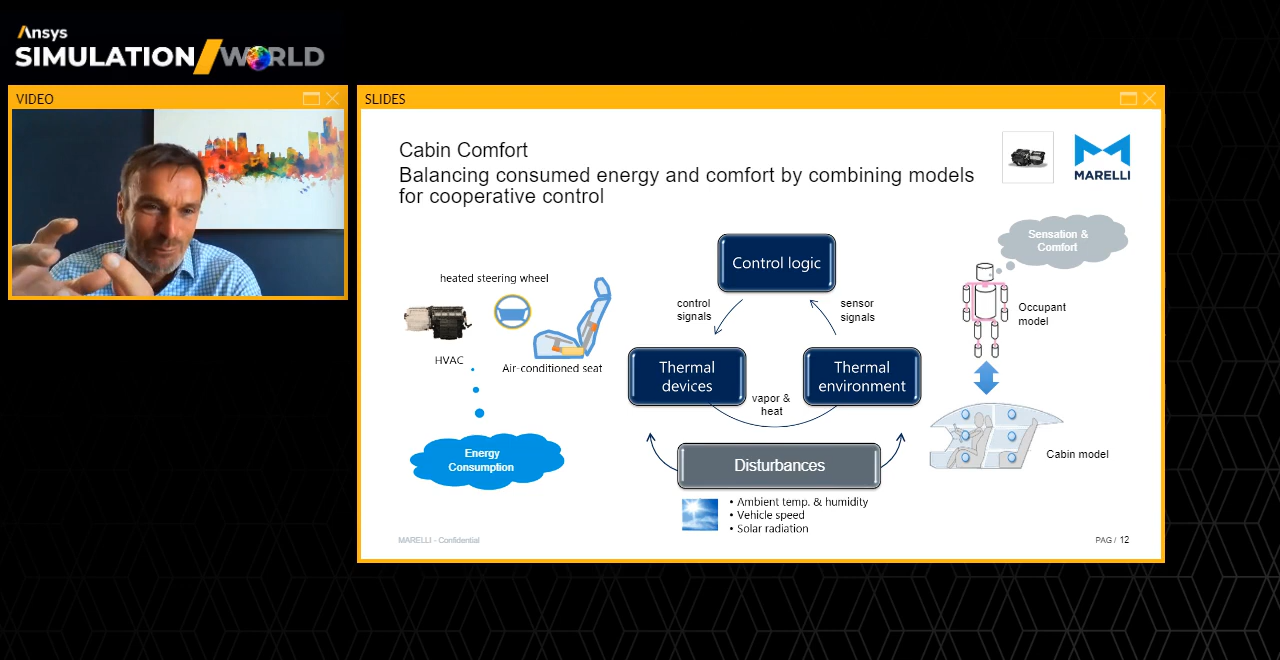 Ansys
SIMULATION/WORLD
VIDEO
SLIDES
Cabin Comfort
Balancing consumed energy and comfort by combining models
for cooperative control
MARELLI
Sensation &
Comfort
Control logic
heated steering wheel
control
signals
sensor
signals
Occupant
model
HVAC
Air-conditioned seat
Thermal
devices
Thermal
environment
vapor &
heat
Energy
Consumption
Disturbances
Cabin model
• Ambient temp. & humidity
• Vehicle speed
• Solar radiation
MARELLI - Confidential
PAG / 12